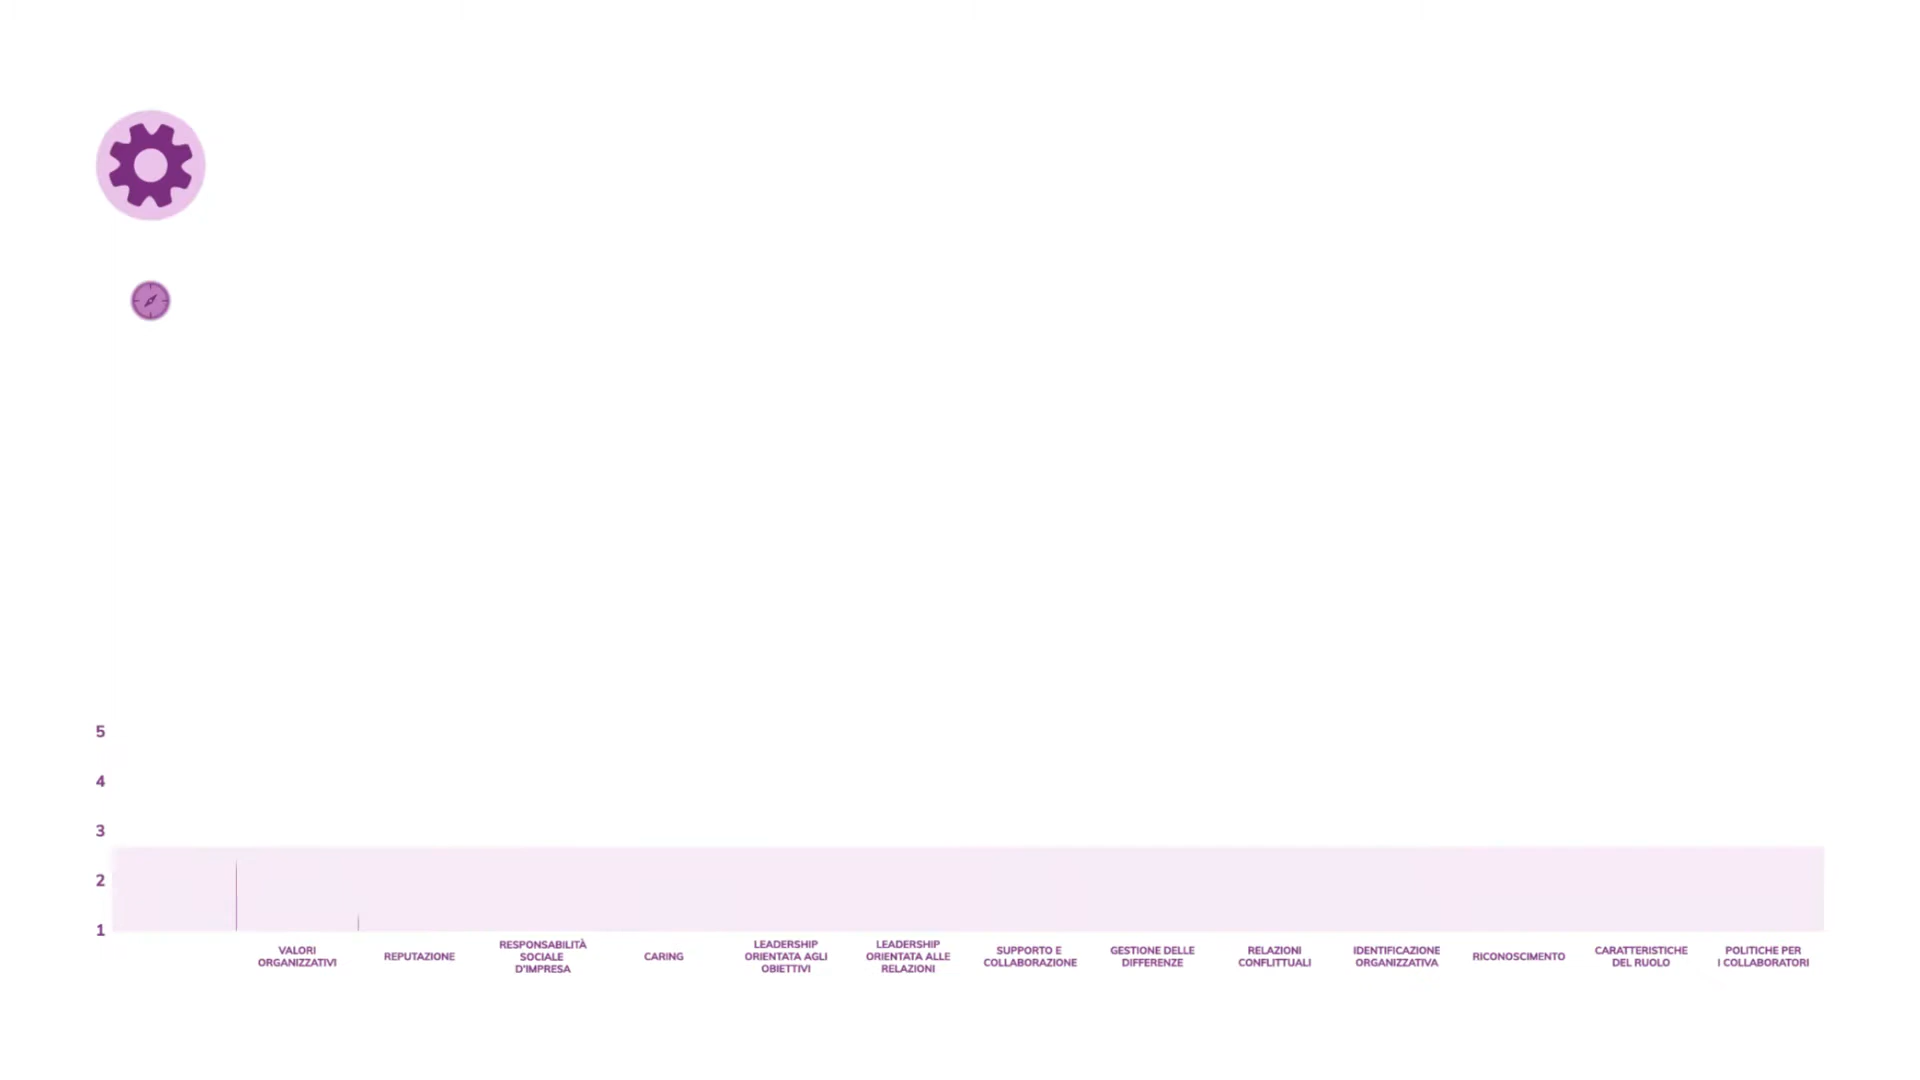 5
4
3
2
1
VALORI
ORGANIZZATIVI
REPUTAZIONE
RESPONSABILITÀ
SOCIALE
D'IMPRESA
CARING
LEADERSHIP
ORIENTATA AGLI
OBIETTIVI
LEADERSHIP
ORIENTATA ALLE
RELAZIONI
SUPPORTO E
COLLABORAZIONE
GESTIONE DELLE
DIFFERENZE
RELAZIONI
CONFLITTUALI
IDENTIFICAZIONE
ORGANIZZATIVA
RICONOSCIMENTO
CARATTERISTICHE
DEL RUOLO
POLITICHE PER
I COLLABORATORI